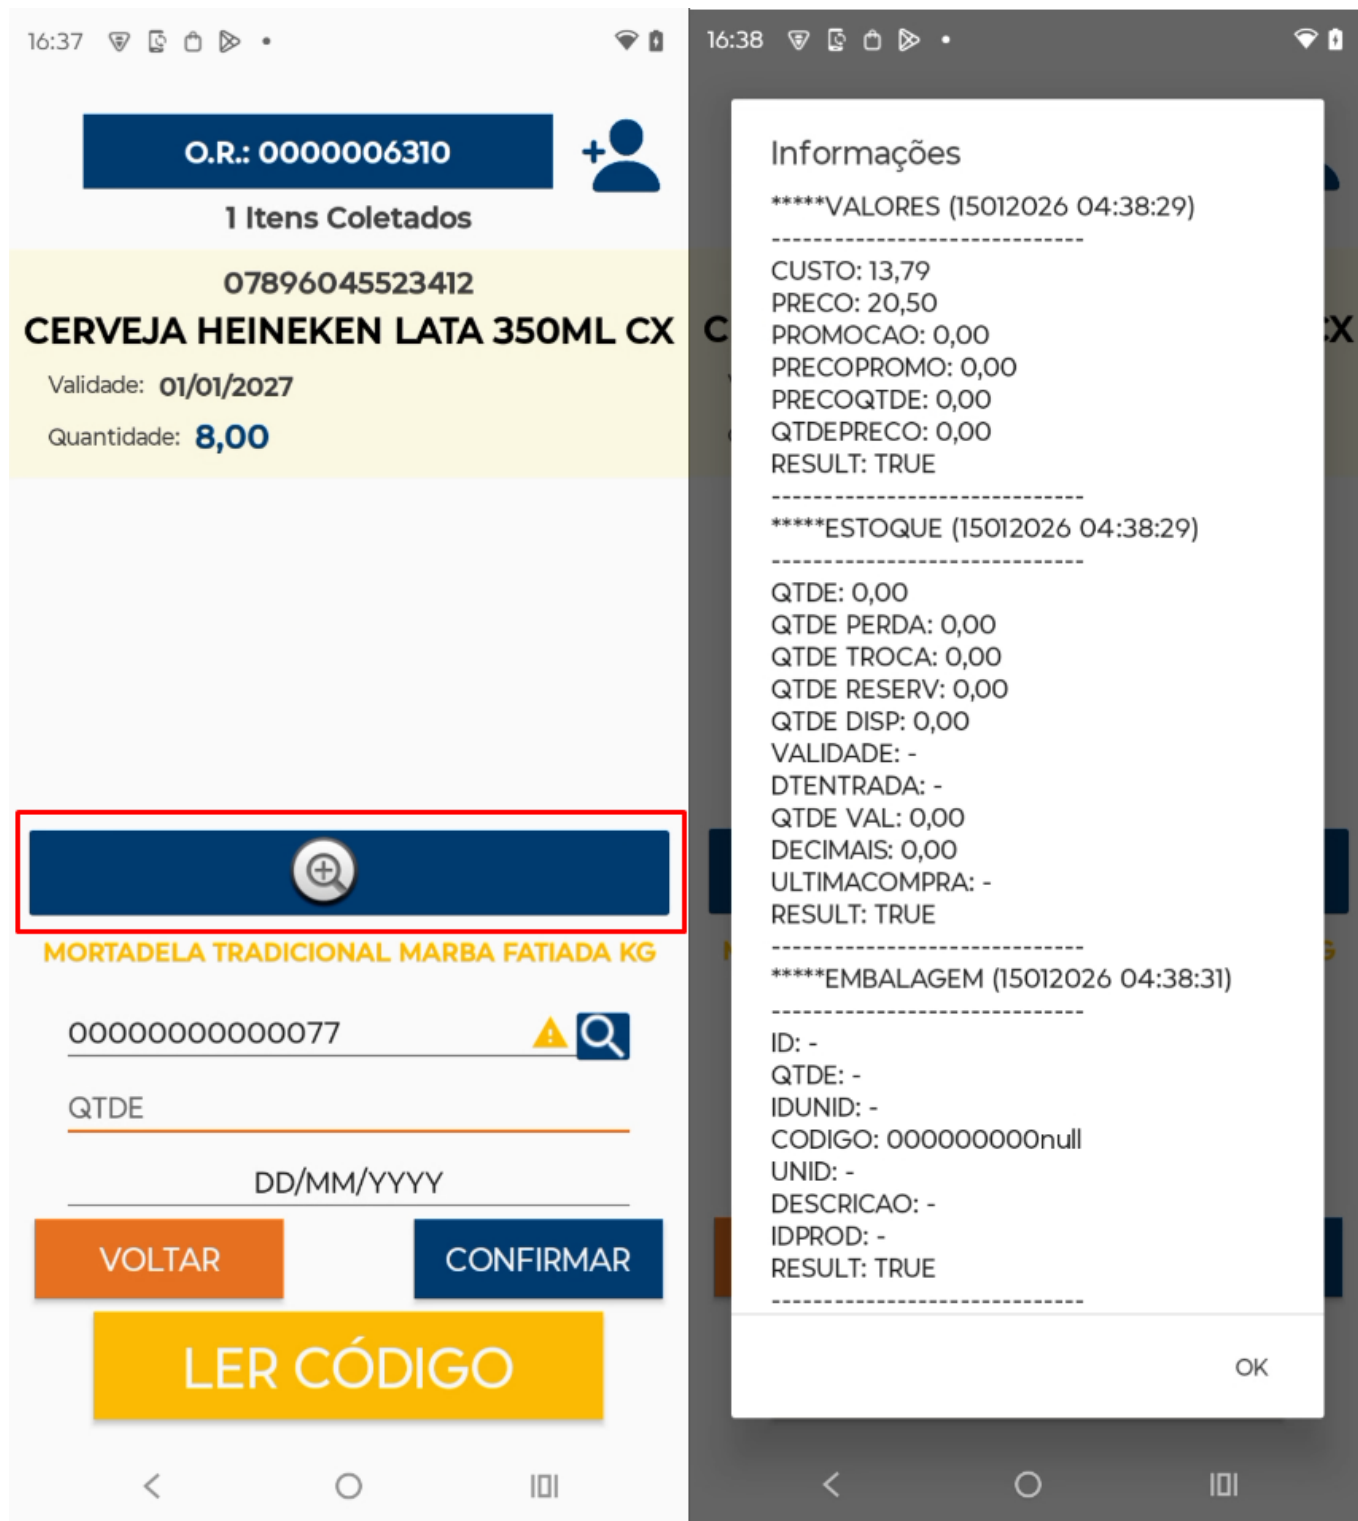 16:37
O.R.: 0000006310
1 Itens Coletados
07896045523412
CERVEJA HEINEKEN LATA 350ML CX
Validade: 01/01/2027
Quantidade: 8,00
MORTADELA TRADICIONAL MARBA FATIADA KG
00000000000077
QTDE
DD/MM/YYYY
VOLTAR
CONFIRMAR
LER CÓDIGO
16:38
Informações
*****VALORES (15012026 04:38:29)
------------------------------
CUSTO: 13,79
PRECO: 20,50
PROMOCAO: 0,00
PRECOPROMO: 0,00
PRECOQTDE: 0,00
QTDEPRECO: 0,00
RESULT: TRUE
------------------------------
*****ESTOQUE (15012026 04:38:29)
------------------------------
QTDE: 0,00
QTDE PERDA: 0,00
QTDE TROCA: 0,00
QTDE RESERV: 0,00
QTDE DISP: 0,00
VALIDADE: -
DTENTRADA: -
QTDE VAL: 0,00
DECIMAIS: 0,00
ULTIMACOMPRA: -
RESULT: TRUE
------------------------------
*****EMBALAGEM (15012026 04:38:31)
------------------------------
ID: -
QTDE: -
IDUNID: -
CODIGO: 000000000null
UNID: -
DESCRICAO: -
IDPROD: -
RESULT: TRUE
------------------------------
OK